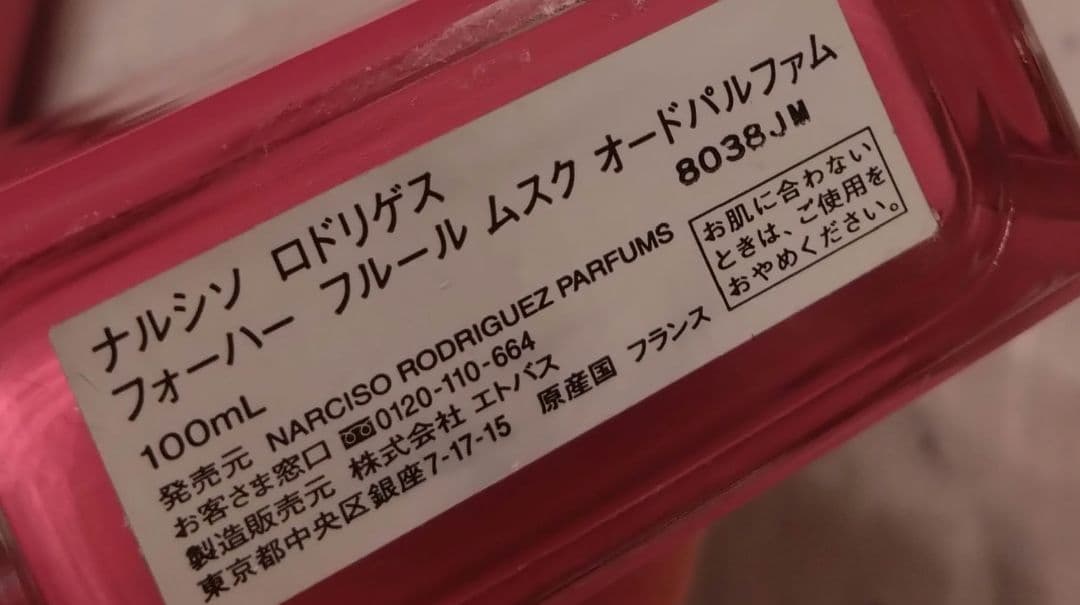 ナルシソ ロドリゲス
フォーハー フルール ムスク オードパルファム
100mL
8038JM
発売元 NARCISO RODRIGUEZ PARFUMS
お客さま窓口 0120-110-664
製造販売元 株式会社 エトバス
東京都中央区銀座7-17-15 原産国 フランス
お肌に合わない
ときは、ご使用を
おやめください。